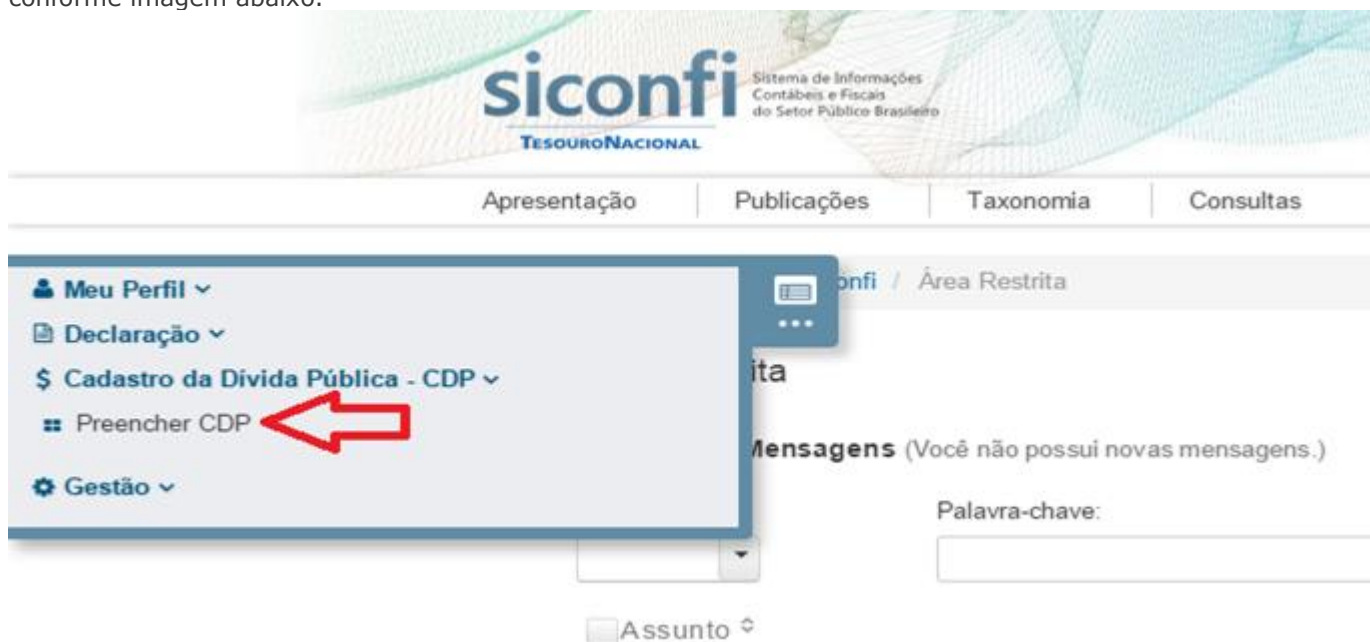 conforme imagem abaixo.
siconfi
Sistema de Informações
Contábeis e Fiscais
do Setor Público Brasileiro
TESOURONACIONAL
Apresentação
Publicações
Taxonomia
Consultas
Meu Perfil
onfi / Área Restrita
Declaração
Cadastro da Dívida Pública - CDP
ita
Preencher CDP
Mensagens (Você não possui novas mensagens.)
Gestão
Palavra-chave:
Assunto